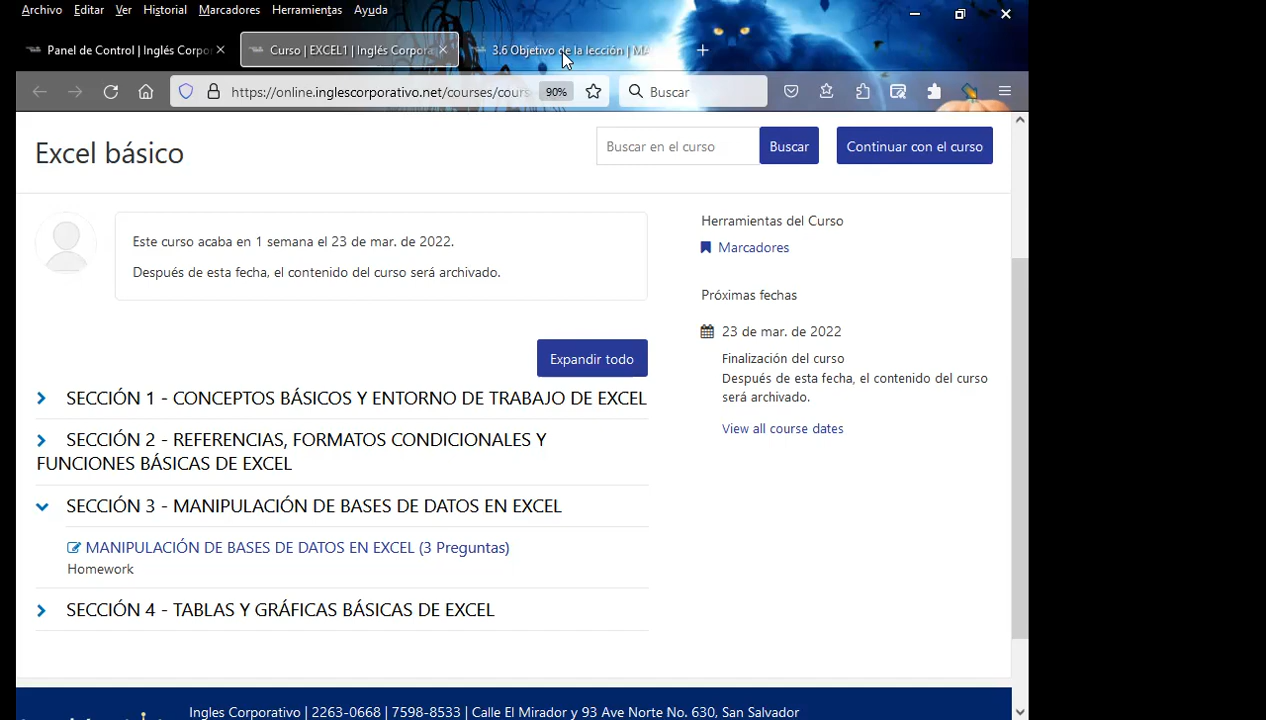 Archivo Editar Ver Historial Marcadores Herramientas Ayuda
Panel de Control | Inglés Corpo
Curso | EXCEL1 | Inglés Corpora
3.6 Objetivo de la lección | MA
https://online.inglescorporativo.net/courses/cours
90%
Buscar
Excel básico
Buscar en el curso
Buscar
Continuar con el curso
Este curso acaba en 1 semana el 23 de mar. de 2022.
Después de esta fecha, el contenido del curso será archivado.
Herramientas del Curso
Marcadores
Próximas fechas
23 de mar. de 2022
Finalización del curso
Después de esta fecha, el contenido del curso
será archivado.
View all course dates
Expandir todo
SECCIÓN 1 - CONCEPTOS BÁSICOS Y ENTORNO DE TRABAJO DE EXCEL
SECCIÓN 2 - REFERENCIAS, FORMATOS CONDICIONALES Y
FUNCIONES BÁSICAS DE EXCEL
SECCIÓN 3 - MANIPULACIÓN DE BASES DE DATOS EN EXCEL
MANIPULACIÓN DE BASES DE DATOS EN EXCEL (3 Preguntas)
Homework
SECCIÓN 4 - TABLAS Y GRÁFICAS BÁSICAS DE EXCEL
Ingles Corporativo | 2263-0668 | 7598-8533 | Calle El Mirador y 93 Ave Norte No. 630, San Salvador